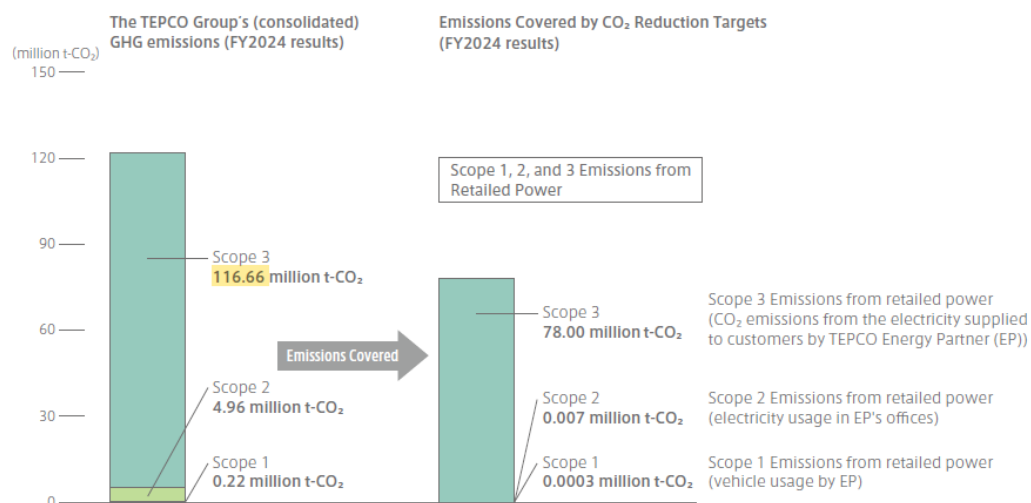 The TEPCO Group's (consolidated)
GHG emissions (FY2024 results)
Emissions Covered by CO₂ Reduction Targets
(FY2024 results)
(million t-CO₂)
150
120
90
60
30
0
Scope 3
116.66 million t-CO₂
Scope 2
4.96 million t-CO₂
Scope 1
0.22 million t-CO₂
Emissions Covered
Scope 1, 2, and 3 Emissions from
Retailed Power
Scope 3
78.00 million t-CO₂
Scope 3 Emissions from retailed power
(CO₂ emissions from the electricity supplied
to customers by TEPCO Energy Partner (EP))
Scope 2
0.007 million t-CO₂
Scope 2 Emissions from retailed power
(electricity usage in EP's offices)
Scope 1
0.0003 million t-CO₂
Scope 1 Emissions from retailed power
(vehicle usage by EP)